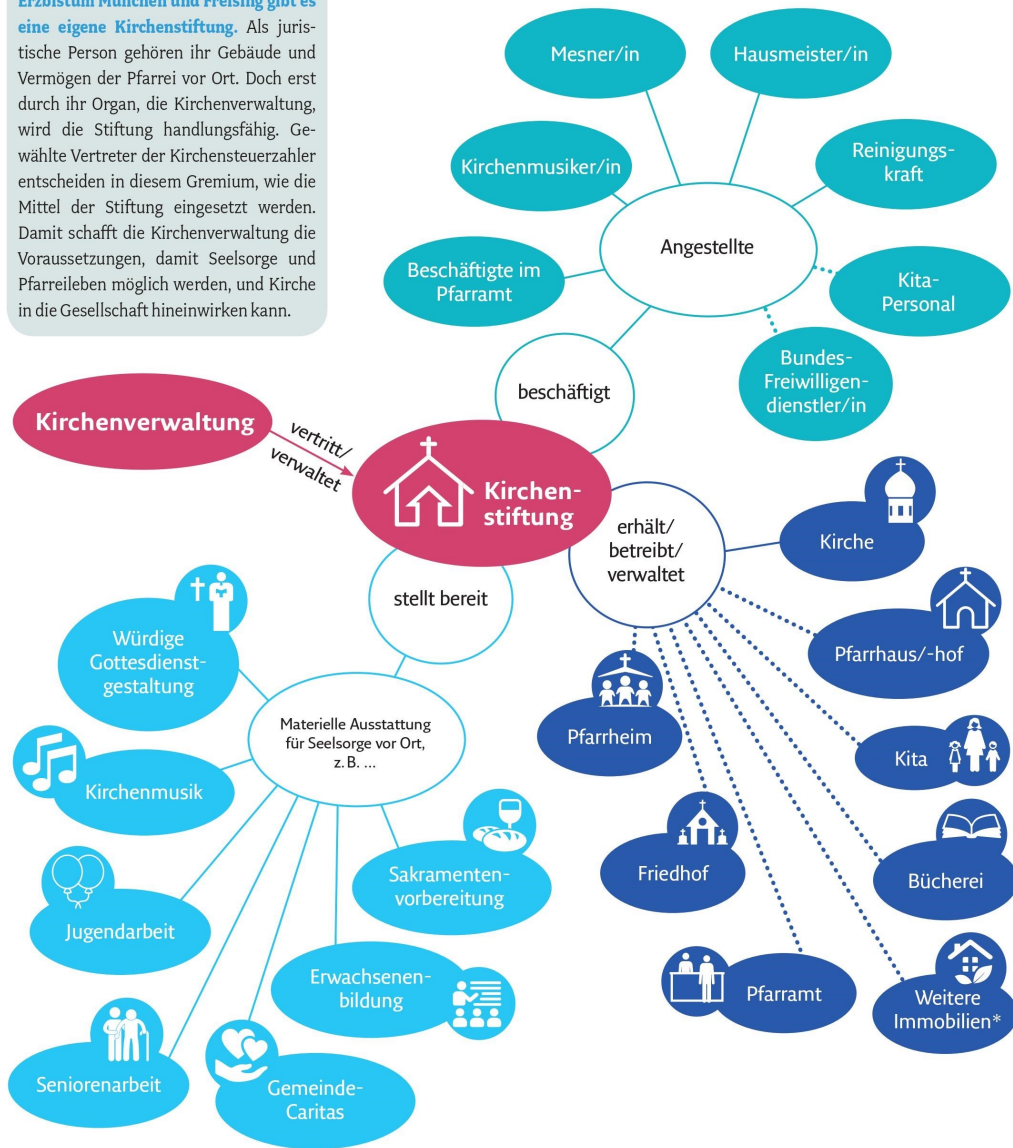 Erzbistum München und Freising gibt es
eine eigene Kirchenstiftung. Als juris-
tische Person gehören ihr Gebäude und
Vermögen der Pfarrei vor Ort. Doch erst
durch ihr Organ, die Kirchenverwaltung,
wird die Stiftung handlungsfähig. Ge-
wählte Vertreter der Kirchensteuerzahler
entscheiden in diesem Gremium, wie die
Mittel der Stiftung eingesetzt werden.
Damit schafft die Kirchenverwaltung die
Voraussetzungen, damit Seelsorge und
Pfarreileben möglich werden, und Kirche
in die Gesellschaft hineinwirken kann.
Mesner/in
Hausmeister/in
Kirchenmusiker/in
Reinigungs-
kraft
Angestellte
Beschäftigte im
Pfarramt
Kita-
Personal
Bundes-
Freiwilligen-
dienstler/in
beschäftigt
Kirchenverwaltung
vertritt/
verwaltet
Kirchen-
stiftung
erhält/
betreibt/
verwaltet
Kirche
Pfarrhaus/-hof
Pfarrheim
Kita
Friedhof
Bücherei
Pfarramt
Weitere
Immobilien*
stellt bereit
Materielle Ausstattung
für Seelsorge vor Ort,
z. B. ...
Würdige
Gottesdienst-
gestaltung
Kirchenmusik
Jugendarbeit
Seniorenarbeit
Gemeinde-
Caritas
Erwachsenen-
bildung
Sakramenten-
vorbereitung